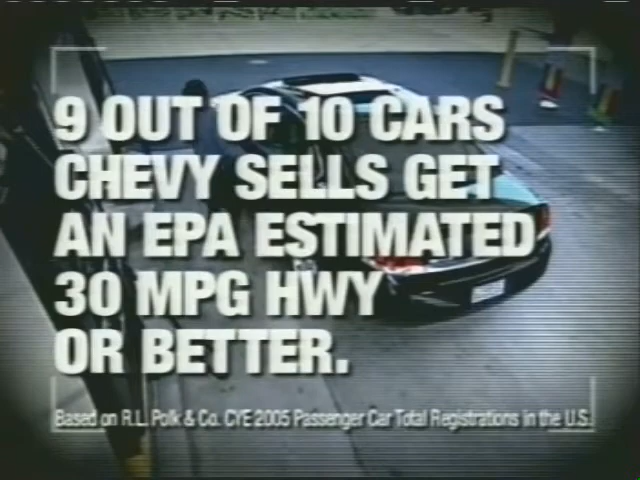 9 OUT OF 10 CARS
CHEVY SELLS GET
AN EPA ESTIMATED
30 MPG HWY
OR BETTER.
Based on R.L. Polk & Co. CYE 2005 Passenger Car Total Registrations in the U.S.